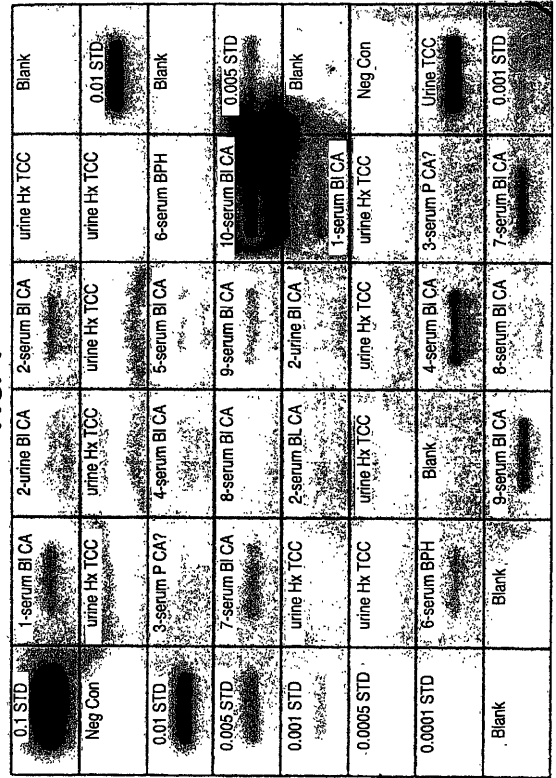 0.1 STD
1-serum Bl CA
2-urine Bl CA
2-serum Bl CA
urine Hx TCC
Blank
Neg Con
urine Hx TCC
urine Hx TCC
urine Hx TCC
urine Hx TCC
0.01 STD
0.01 STD
3-serum P CA?
4-serum Bl CA
5-serum Bl CA
6-serum BPH
Blank
0.005 STD
7-serum Bl CA
8-serum Bl CA
9-serum Bl CA
10-serum Bl CA
0.005 STD
0.001 STD
urine Hx TCC
2-serum BL CA
2-urine Bl CA
1-serum Bl CA
Blank
0.0005 STD
urine Hx TCC
urine Hx TCC
urine Hx TCC
urine Hx TCC
Neg Con
0.0001 STD
6-serum BPH
Blank
4-serum Bl CA
3-serum P CA?
Urine TCC
Blank
Blank
9-serum Bl CA
8-serum Bl CA
7-serum Bl CA
0.001 STD